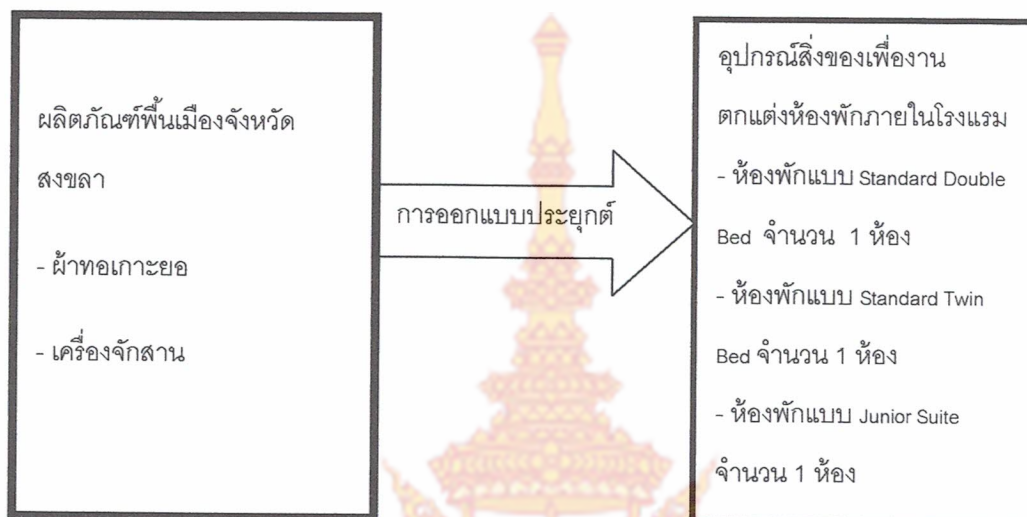 ผลิตภัณฑ์พื้นเมืองจังหวัด
สงขลา
- ผ้าทอเกาะยอ
- เครื่องจักสาน
การออกแบบประยุกต์
อุปกรณ์สิ่งของเพื่องาน
ตกแต่งห้องพักภายในโรงแรม
- ห้องพักแบบ Standard Double
Bed จำนวน 1 ห้อง
- ห้องพักแบบ Standard Twin
Bed จำนวน 1 ห้อง
- ห้องพักแบบ Junior Suite
จำนวน 1 ห้อง